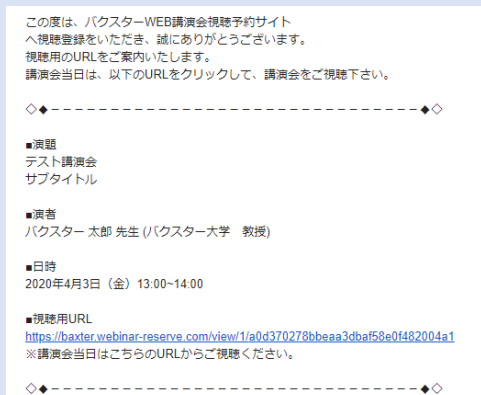 この度は、バクスターWEB講演会視聴予約サイト
へ視聴登録をいただき、誠にありがとうございます。
視聴用のURLをご案内いたします。
講演会当日は、以下のURLをクリックして、講演会をご視聴下さい。
◇◆－－－－－－－－－－－－－－－－－－－－－－－－－－－－－－－◆◇
■演題
テスト講演会
サブタイトル
■演者
バクスター 太郎 先生 (バクスター大学　教授)
■日時
2020年4月3日（金）13:00~14:00
■視聴用URL
https://baxter.webinar-reserve.com/view/1/a0d370278bbeaa3dbaf58e0f482004a1
※講演会当日はこちらのURLからご視聴ください。
◇◆－－－－－－－－－－－－－－－－－－－－－－－－－－－－－－－◆◇